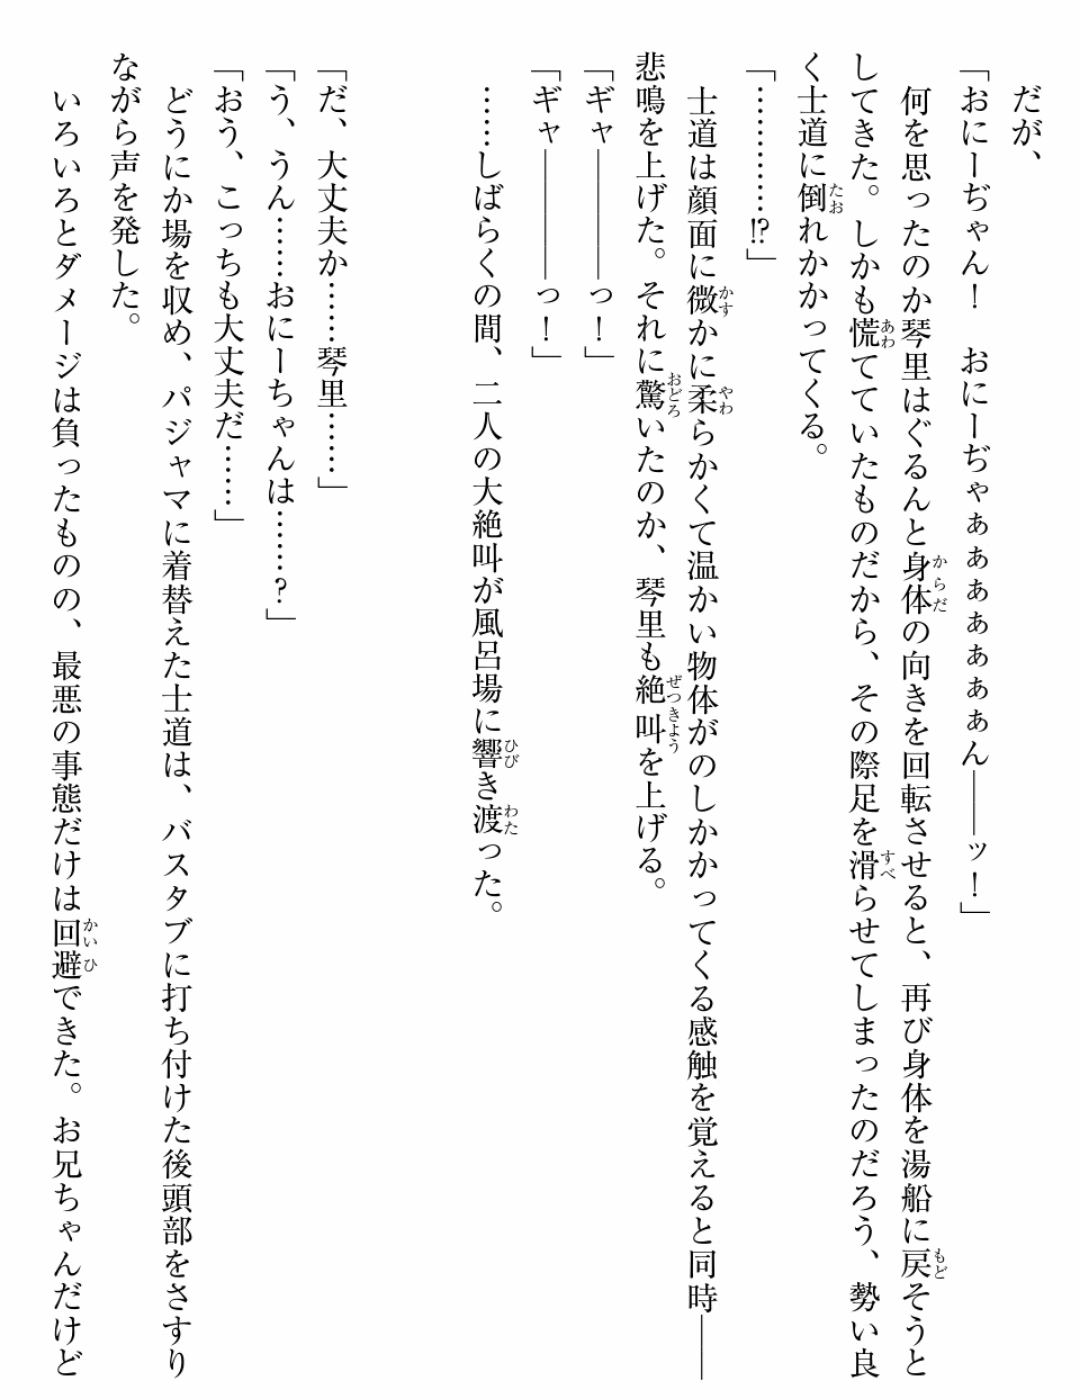 だが、
「おにーぢゃん！　おにーぢゃぁぁぁぁぁぁぁん――ッ！」
何を思ったのか琴里はぐるんと身体の向きを回転させると、再び身体を湯船に戻そうと
してきた。しかも慌てていたものだから、その際足を滑らせてしまったのだろう、勢い良
く士道に倒れかかってくる。
「…………⁉」
士道は顔面に微かに柔らかくて温かい物体がのしかかってくる感触を覚えると同時――
悲鳴を上げた。それに驚いたのか、琴里も絶叫を上げる。
「ギャ――――っ！」
「ギャ――――っ！」
……しばらくの間、二人の大絶叫が風呂場に響き渡った。
「だ、大丈夫か……琴里……」
「う、うん……おにーちゃんは……？」
「おう、こっちも大丈夫だ……」
どうにか場を収め、パジャマに着替えた士道は、バスタブに打ち付けた後頭部をさすり
ながら声を発した。
いろいろとダメージは負ったものの、最悪の事態だけは回避できた。お兄ちゃんだけど